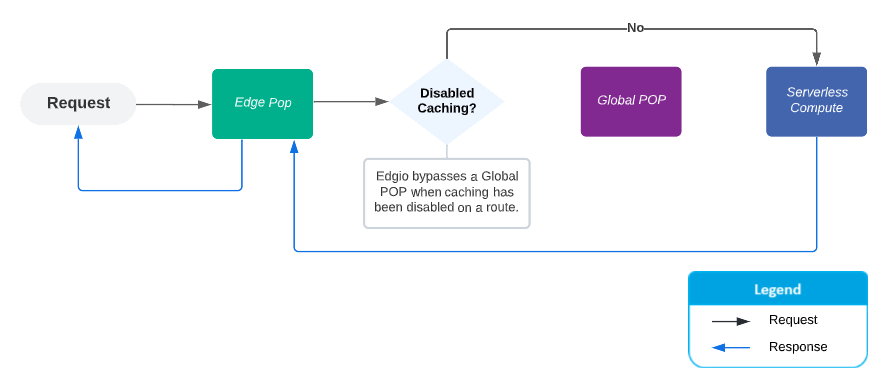 No
Request
Edge Pop
Disabled
Caching?
Global POP
Serverless
Compute
Edgio bypasses a Global
POP when caching has
been disabled on a route.
Legend
Request
Response